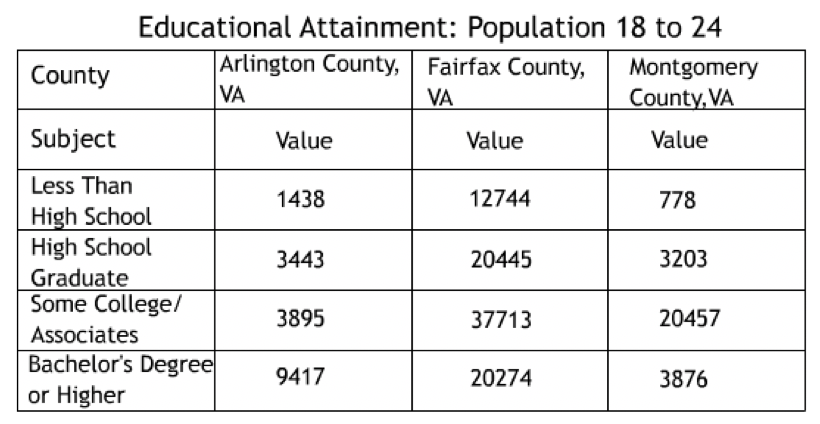 Educational Attainment: Population 18 to 24
County
Arlington County,
VA
Fairfax County,
VA
Montgomery
County,VA
Subject
Value
Value
Value
Less Than
High School
1438
12744
778
High School
Graduate
3443
20445
3203
Some College/
Associates
3895
37713
20457
Bachelor's Degree
or Higher
9417
20274
3876